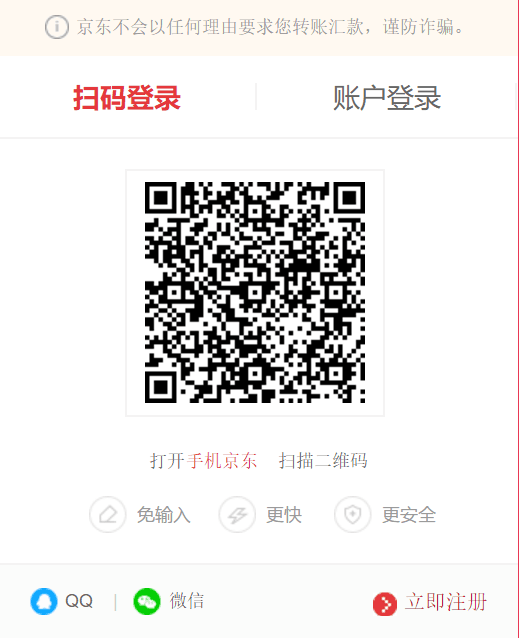 京东不会以任何理由要求您转账汇款，谨防诈骗。
扫码登录 账户登录
打开手机京东 扫描二维码
免输入 更快 更安全
QQ | 微信 立即注册